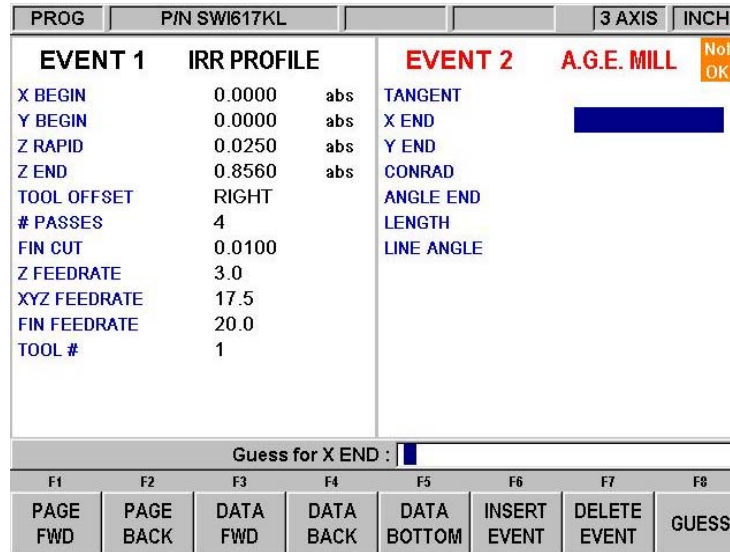 PROG P/N SWI617KL 3 AXIS INCH
EVENT 1 IRR PROFILE
X BEGIN 0.0000 abs
Y BEGIN 0.0000 abs
Z RAPID 0.0250 abs
Z END 0.8560 abs
TOOL OFFSET RIGHT
# PASSES 4
FIN CUT 0.0100
Z FEEDRATE 3.0
XYZ FEEDRATE 17.5
FIN FEEDRATE 20.0
TOOL # 1
EVENT 2 A.G.E. MILL
Not
OK
TANGENT
X END
Y END
CONRAD
ANGLE END
LENGTH
LINE ANGLE
Guess for X END :
F1 F2 F3 F4 F5 F6 F7 F8
PAGE FWD PAGE BACK DATA FWD DATA BACK DATA BOTTOM INSERT EVENT DELETE EVENT GUESS